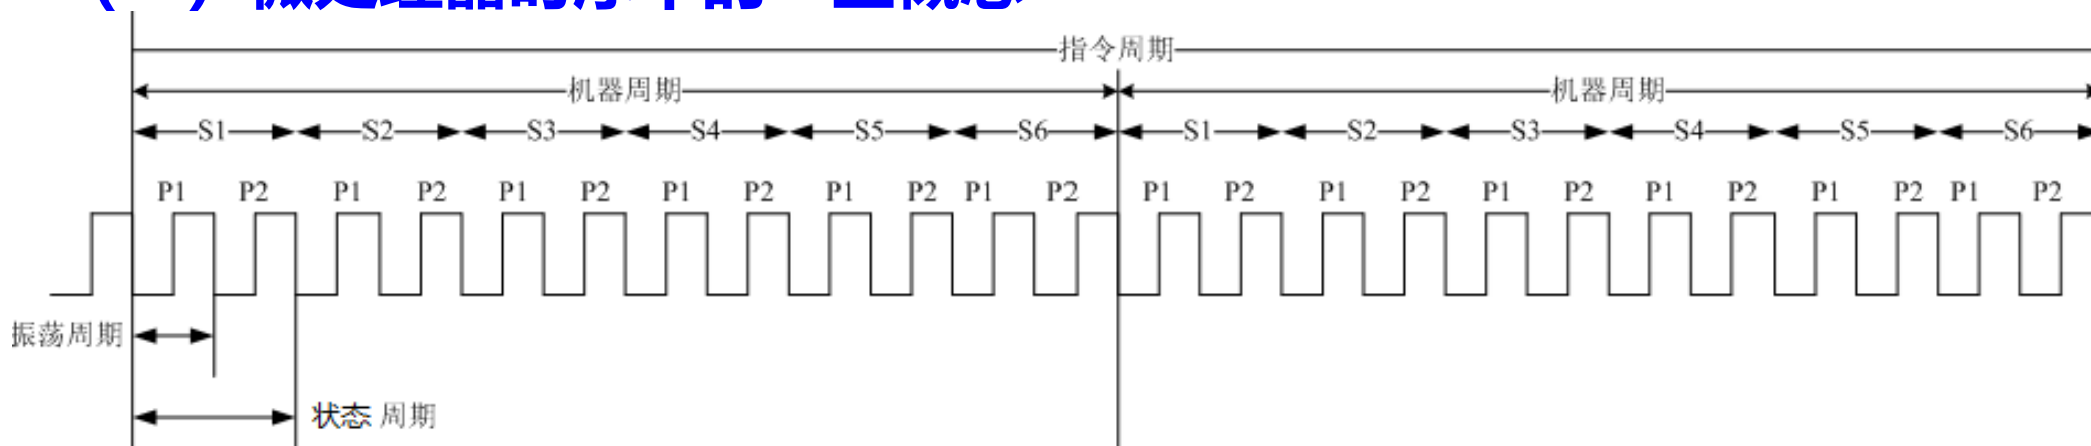 指令周期
机器周期 机器周期
S1 S2 S3 S4 S5 S6 S1 S2 S3 S4 S5 S6
P1 P2 P1 P2 P1 P2 P1 P2 P1 P2 P1 P2 P1 P2 P1 P2 P1 P2 P1 P2 P1 P2 P1 P2
振荡周期
状态 周期